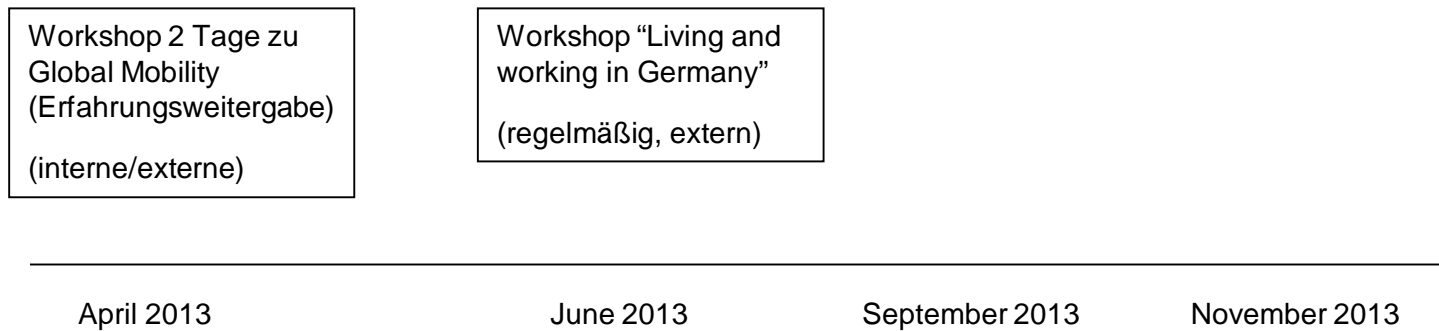 Workshop 2 Tage zu
Global Mobility
(Erfahrungsweitergabe)
(interne/externe)
Workshop “Living and
working in Germany”
(regelmäßig, extern)
April 2013
June 2013
September 2013
November 2013